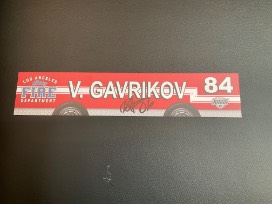 LOS ANGELES
FIRE
DEPARTMENT
V. GAVRIKOV
84